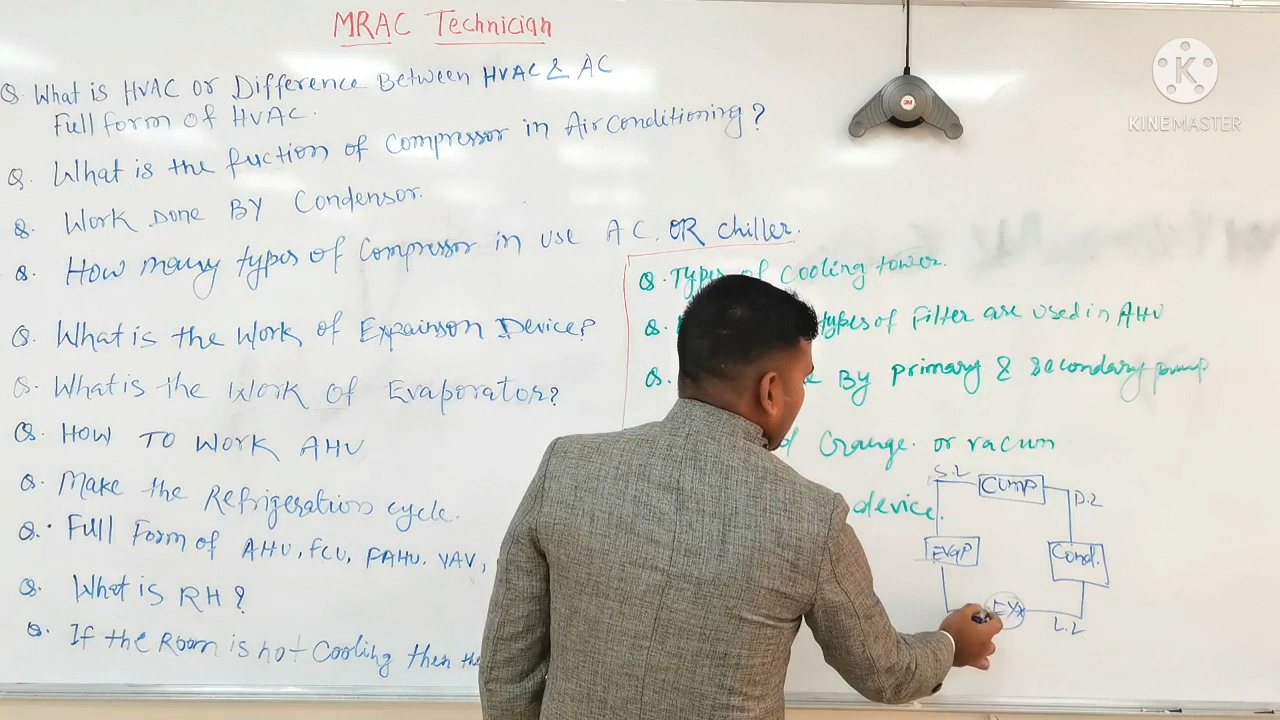 MRAC Technician
Q. What is HVAC or Difference Between HVAC & AC
Full form of HVAC.
Q. What is the fuction of Compressor in Airconditioning?
Q. Work Done By Condensor.
Q. How many types of Compressor in use AC. OR chiller.
Q. What is the Work of Expainson Device?
Q. What is the Work of Evaporator?
Q. HOW TO WORK AHU
Q. Make the Refrigeration cycle.
Q. Full Form of AHU, FCU, FAHU, VAV,
Q. What is RH?
Q. If the Room is not Cooling then the
Q. Types of Cooling tower.
Q. types of Filter are used in AHU
Q. By primary & Secondary pump
or vacum
device.
S.L
Comp
D.L
EVAP
Cond.
EXP
L.L
3M
K
KINEMASTER